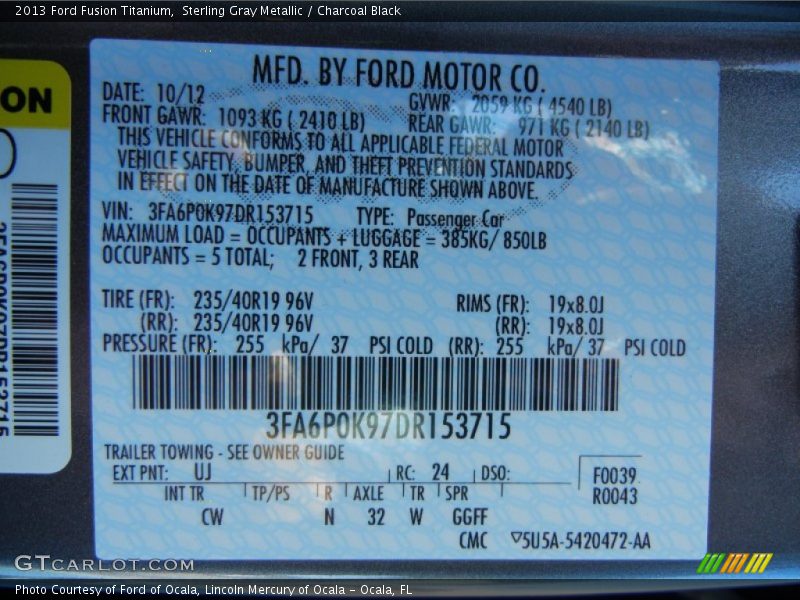 2013 Ford Fusion Titanium,  Sterling Gray Metallic / Charcoal Black
ON
MFD. BY FORD MOTOR CO.
DATE: 10/12 GVWR: 2059 KG ( 4540 LB)
FRONT GAWR: 1093 KG ( 2410 LB) REAR GAWR: 971 KG ( 2140 LB)
THIS VEHICLE CONFORMS TO ALL APPLICABLE FEDERAL MOTOR
VEHICLE SAFETY, BUMPER, AND THEFT PREVENTION STANDARDS
IN EFFECT ON THE DATE OF MANUFACTURE SHOWN ABOVE.
VIN: 3FA6P0K97DR153715 TYPE: Passenger Car
MAXIMUM LOAD = OCCUPANTS + LUGGAGE = 385KG/ 850LB
OCCUPANTS = 5 TOTAL; 2 FRONT, 3 REAR
TIRE (FR): 235/40R19 96V RIMS (FR): 19x8.0J
(RR): 235/40R19 96V (RR): 19x8.0J
PRESSURE (FR): 255 kPa/ 37 PSI COLD (RR): 255 kPa/ 37 PSI COLD
3FA6P0K97DR153715
3FA6P0K97DR153715
TRAILER TOWING - SEE OWNER GUIDE
EXT PNT: UJ RC: 24 DSO: F0039
INT TR TP/PS R AXLE TR SPR R0043
CW N 32 W GGFF
CMC ▽5U5A-5420472-AA
GTCARLOT.COM
Photo Courtesy of Ford of Ocala, Lincoln Mercury of Ocala – Ocala, FL